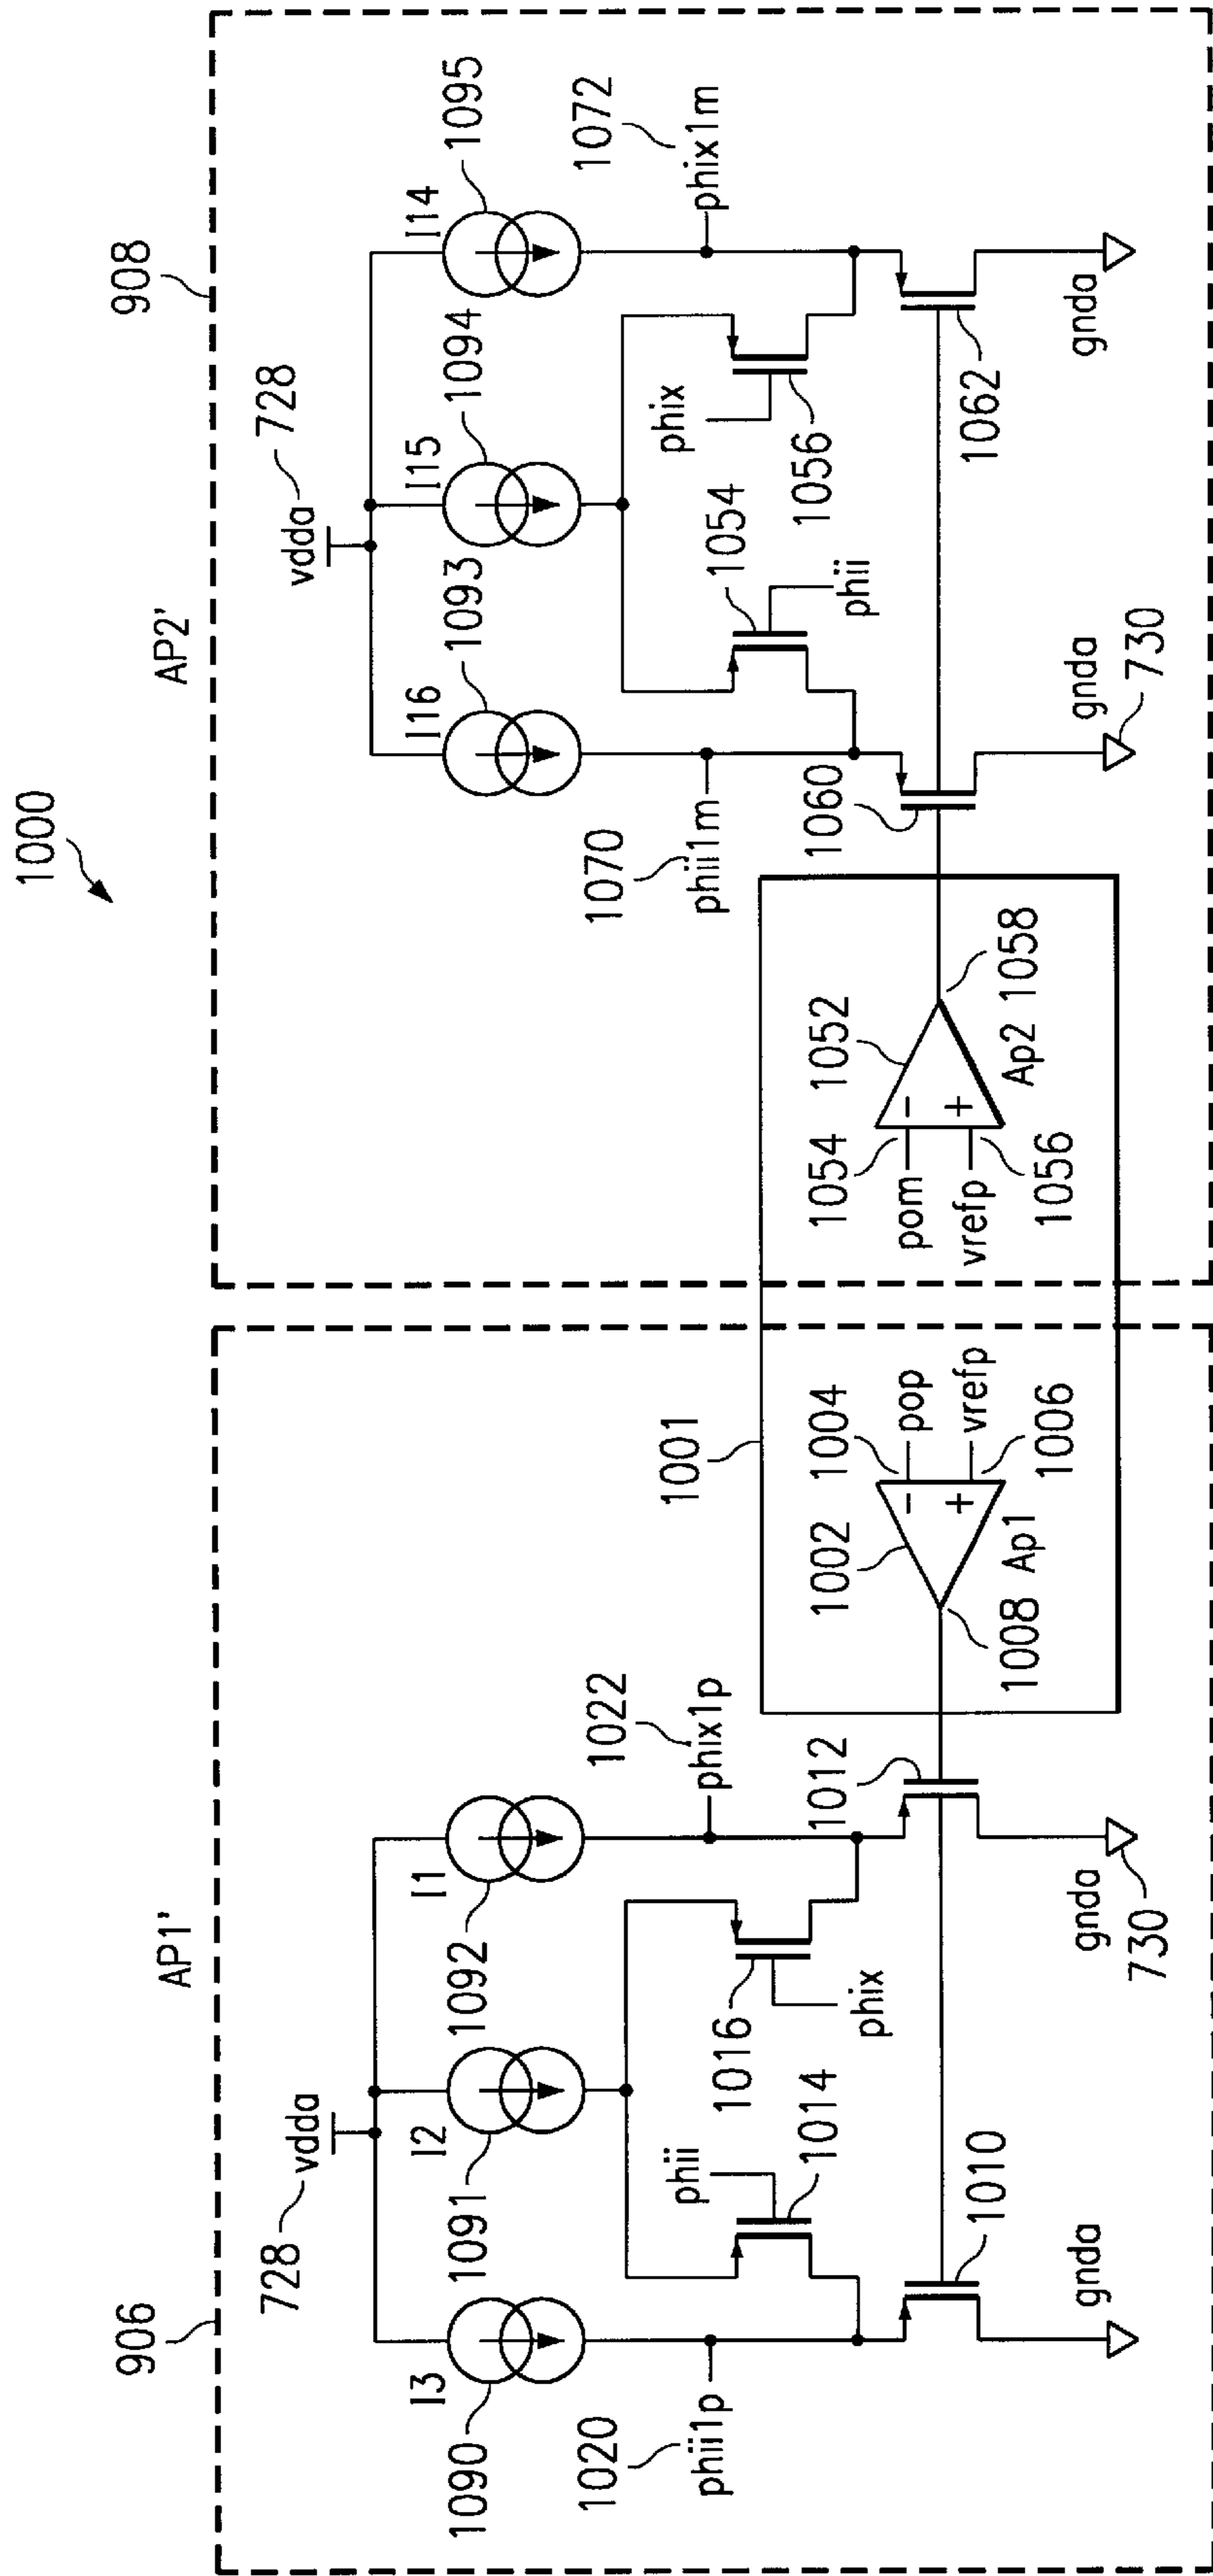 1000
906
AP1'
AP2'
908
728
vdda
vdda
728
I3
1090
I2
1091
I1
1092
I16
1093
I15
1094
I14
1095
1020
phii1p
phii
1014
1016
phix
1022
phix1p
1070
phii1m
1054
phii
phix
1056
1072
phix1m
1001
1010
1012
1002
1004
pop
vrefp
1006
1008
Ap1
1052
1054
pom
vrefp
1056
Ap2
1058
1060
1062
gnda
gnda
730
gnda
730
gnda